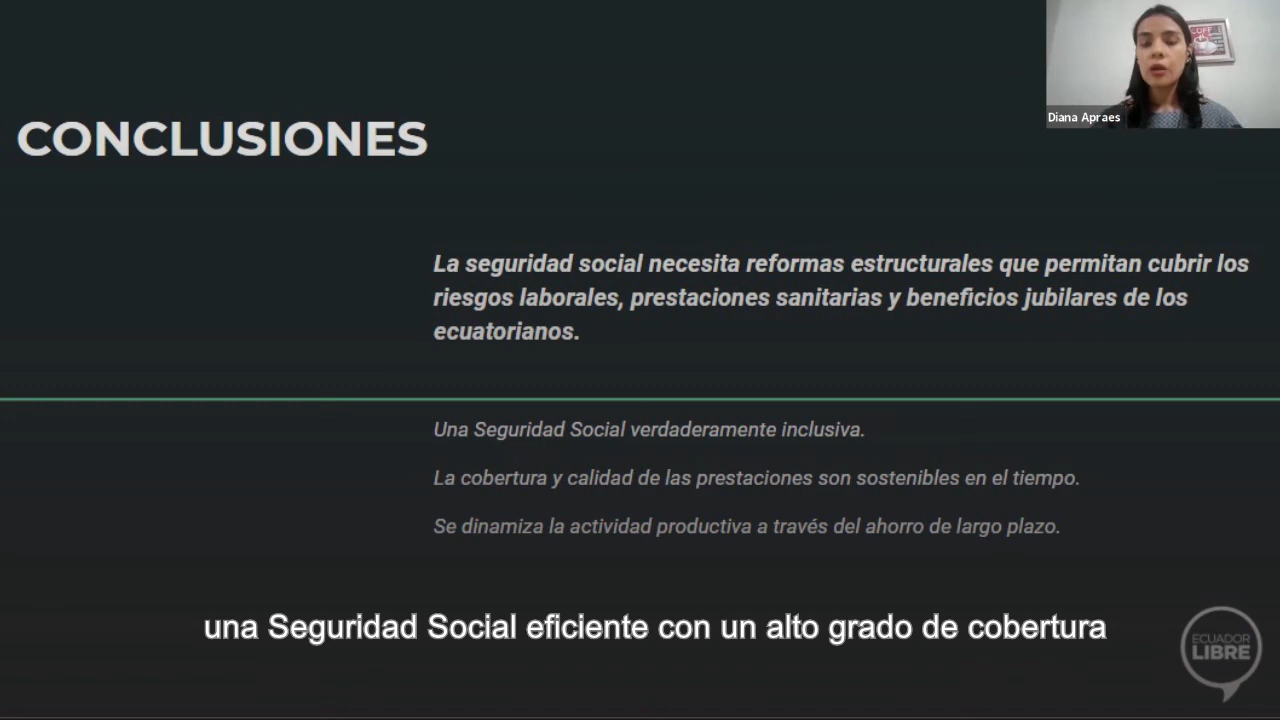 COFFEE
Diana Apraes
CONCLUSIONES
La seguridad social necesita reformas estructurales que permitan cubrir los
riesgos laborales, prestaciones sanitarias y beneficios jubilares de los
ecuatorianos.
Una Seguridad Social verdaderamente inclusiva.
La cobertura y calidad de las prestaciones son sostenibles en el tiempo.
Se dinamiza la actividad productiva a través del ahorro de largo plazo.
una Seguridad Social eficiente con un alto grado de cobertura
ECUADOR
LIBRE